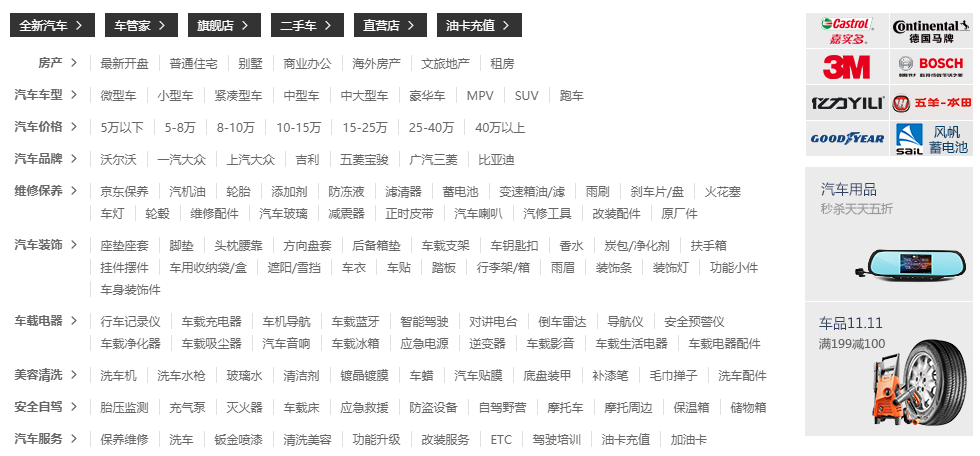 全新汽车 车管家 旗舰店 二手车 直营店 油卡充值
房产 最新开盘 普通住宅 别墅 商业办公 海外房产 文旅地产 租房
汽车车型 微型车 小型车 紧凑型车 中型车 中大型车 豪华车 MPV SUV 跑车
汽车价格 5万以下 5-8万 8-10万 10-15万 15-25万 25-40万 40万以上
汽车品牌 沃尔沃 一汽大众 上汽大众 吉利 五菱宝骏 广汽三菱 比亚迪
维修保养 京东保养 汽机油 轮胎 添加剂 防冻液 滤清器 蓄电池 变速箱油/滤 雨刷 刹车片/盘 火花塞
车灯 轮毂 维修配件 汽车玻璃 减震器 正时皮带 汽车喇叭 汽修工具 改装配件 原厂件
汽车装饰 座垫座套 脚垫 头枕腰靠 方向盘套 后备箱垫 车载支架 车钥匙扣 香水 炭包/净化剂 扶手箱
挂件摆件 车用收纳袋/盒 遮阳/雪挡 车衣 车贴 踏板 行李架/箱 雨眉 装饰条 装饰灯 功能小件
车身装饰件
车载电器 行车记录仪 车载充电器 车机导航 车载蓝牙 智能驾驶 对讲电台 倒车雷达 导航仪 安全预警仪
车载净化器 车载吸尘器 汽车音响 车载冰箱 应急电源 逆变器 车载影音 车载生活电器 车载电器配件
美容清洗 洗车机 洗车水枪 玻璃水 清洁剂 镀晶镀膜 车蜡 汽车贴膜 底盘装甲 补漆笔 毛巾掸子 洗车配件
安全自驾 胎压监测 充气泵 灭火器 车载床 应急救援 防盗设备 自驾野营 摩托车 摩托周边 保温箱 储物箱
汽车服务 保养维修 洗车 钣金喷漆 清洗美容 功能升级 改装服务 ETC 驾驶培训 油卡充值 加油卡
Castrol
嘉实多
Continental
德国马牌
3M
BOSCH
亿力YILI
五羊-本田
GOODYEAR
SAIL
风帆
蓄电池
汽车用品
秒杀天天五折
车品11.11
满199减100